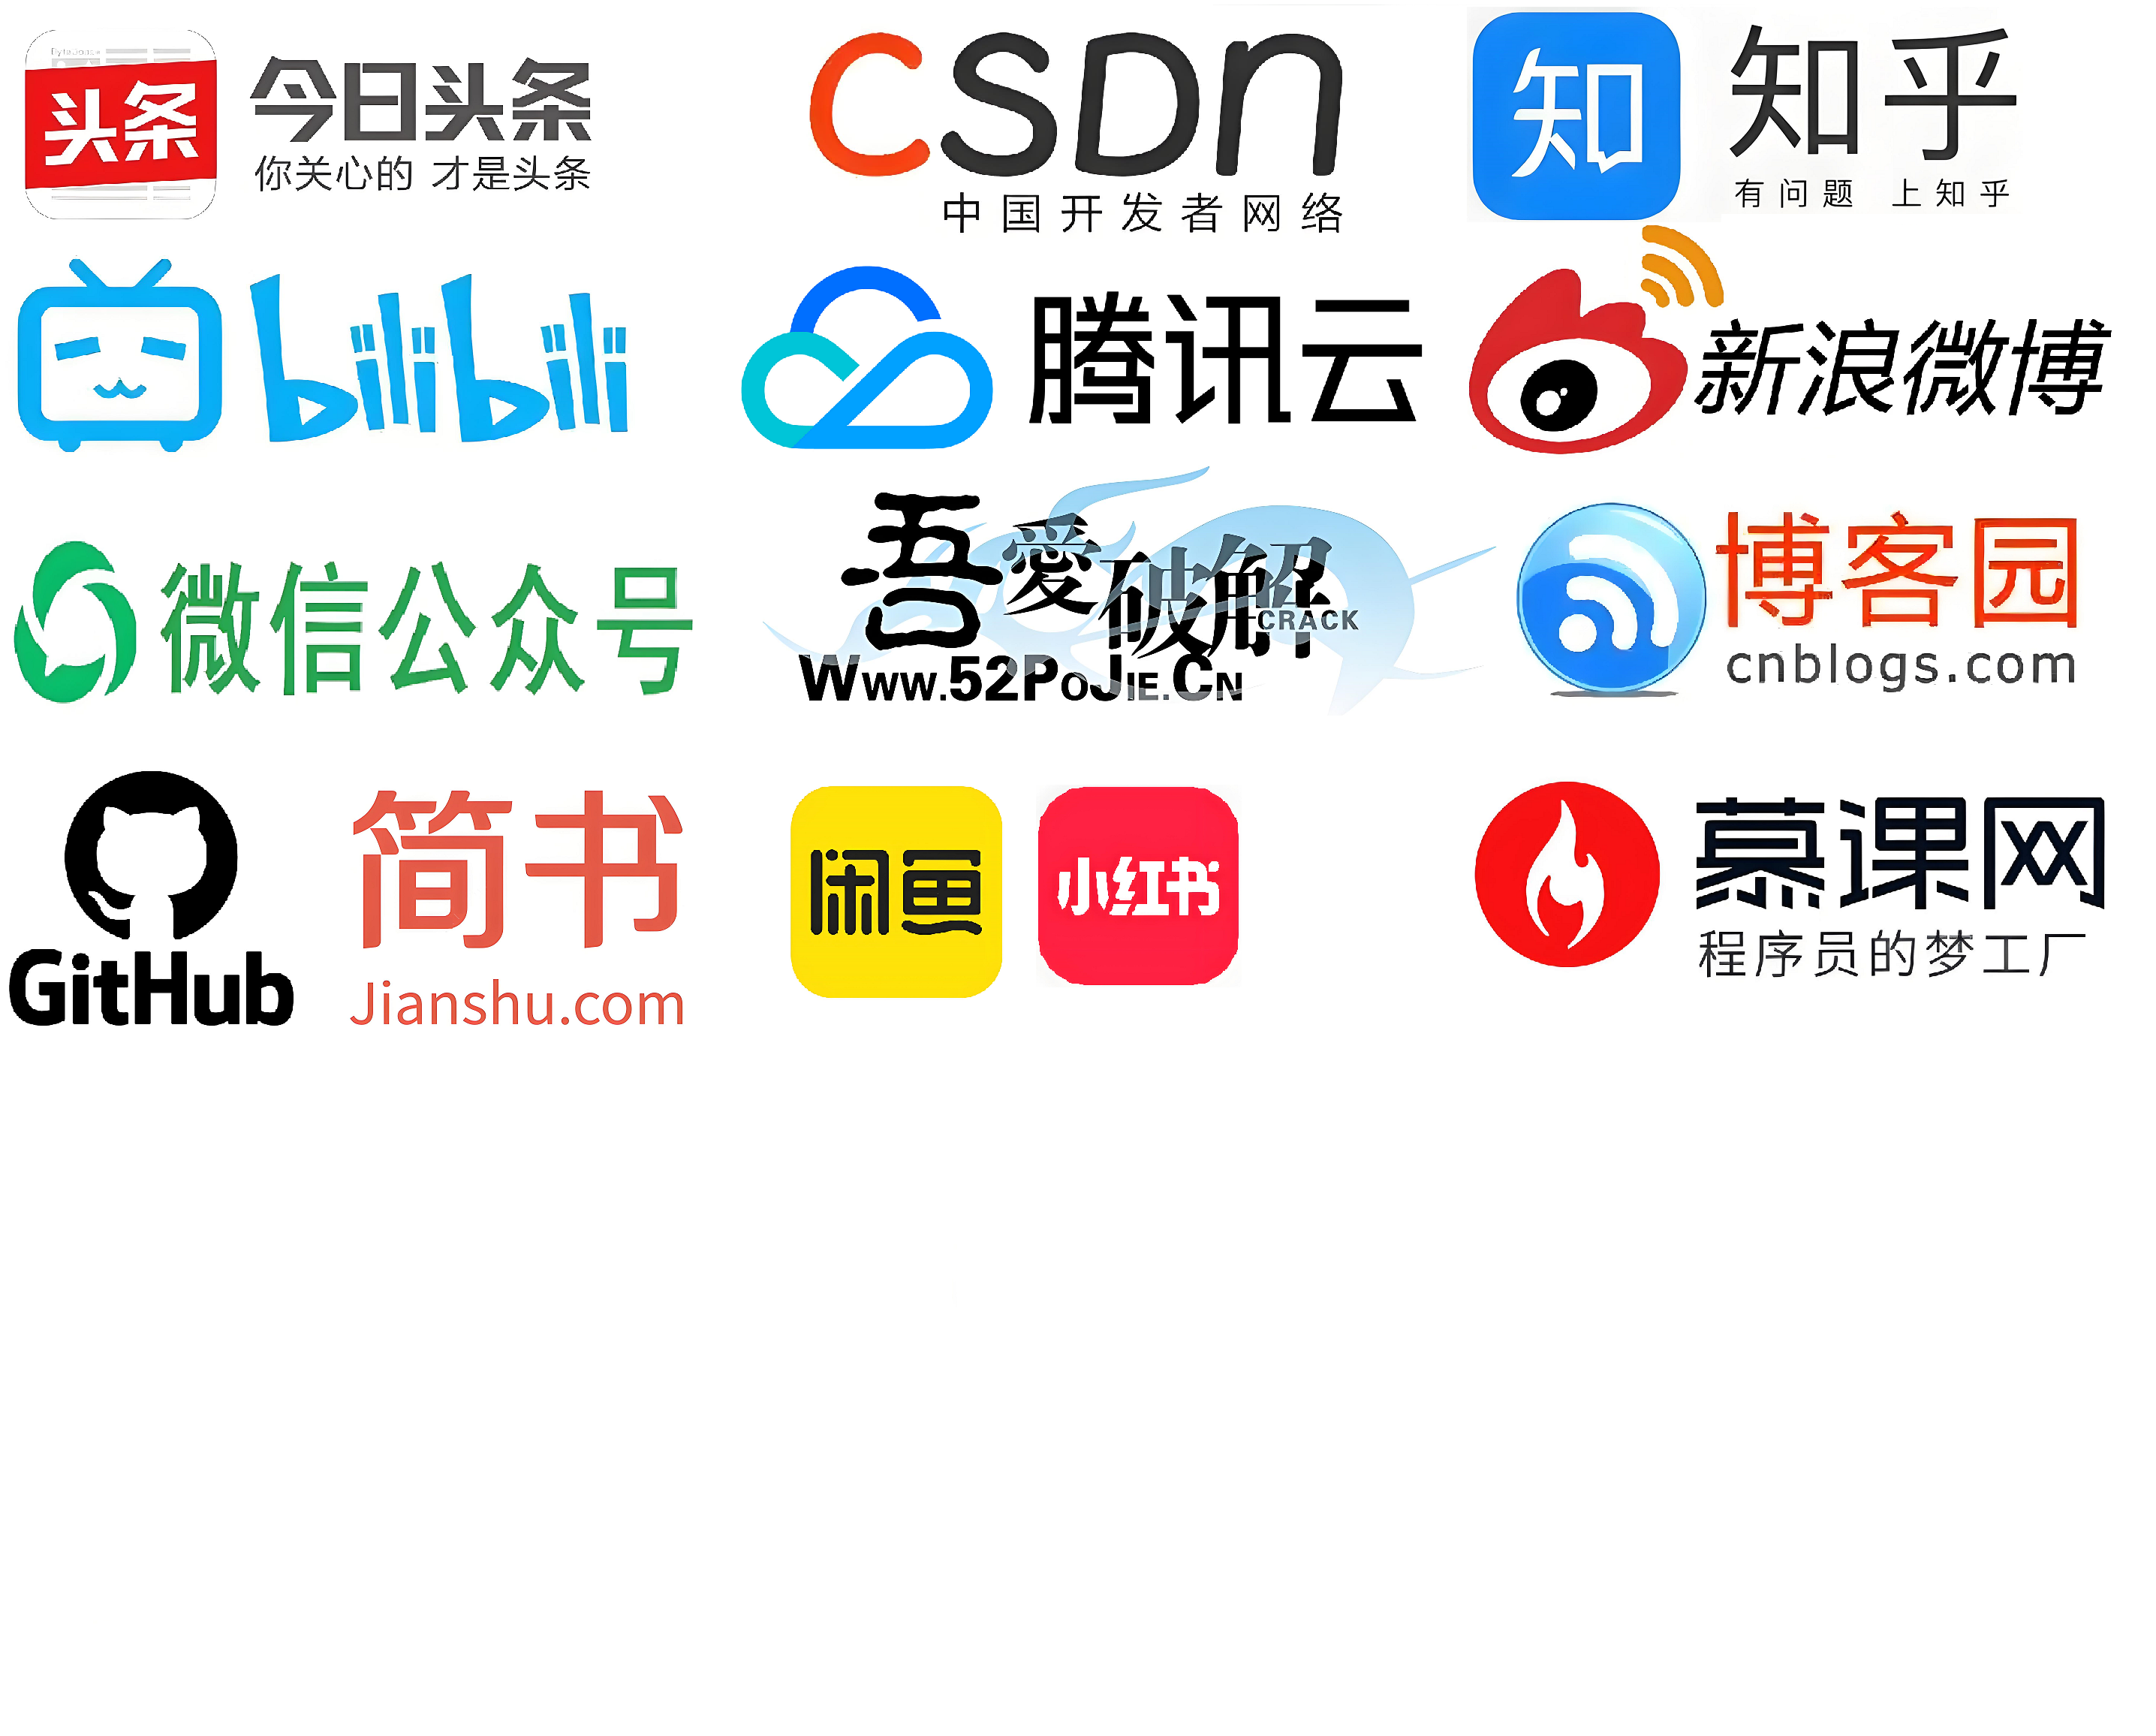 ByteDance
头条
今日头条
你关心的 才是头条
CSDN
中国开发者网络
知
知乎
有问题 上知乎
bilibili
腾讯云
新浪微博
微信公众号
吾愛破解
CRACK
Www.52PoJie.Cn
博客园
cnblogs.com
GitHub
简书
Jianshu.com
闲鱼
小红书
慕课网
程序员的梦工厂